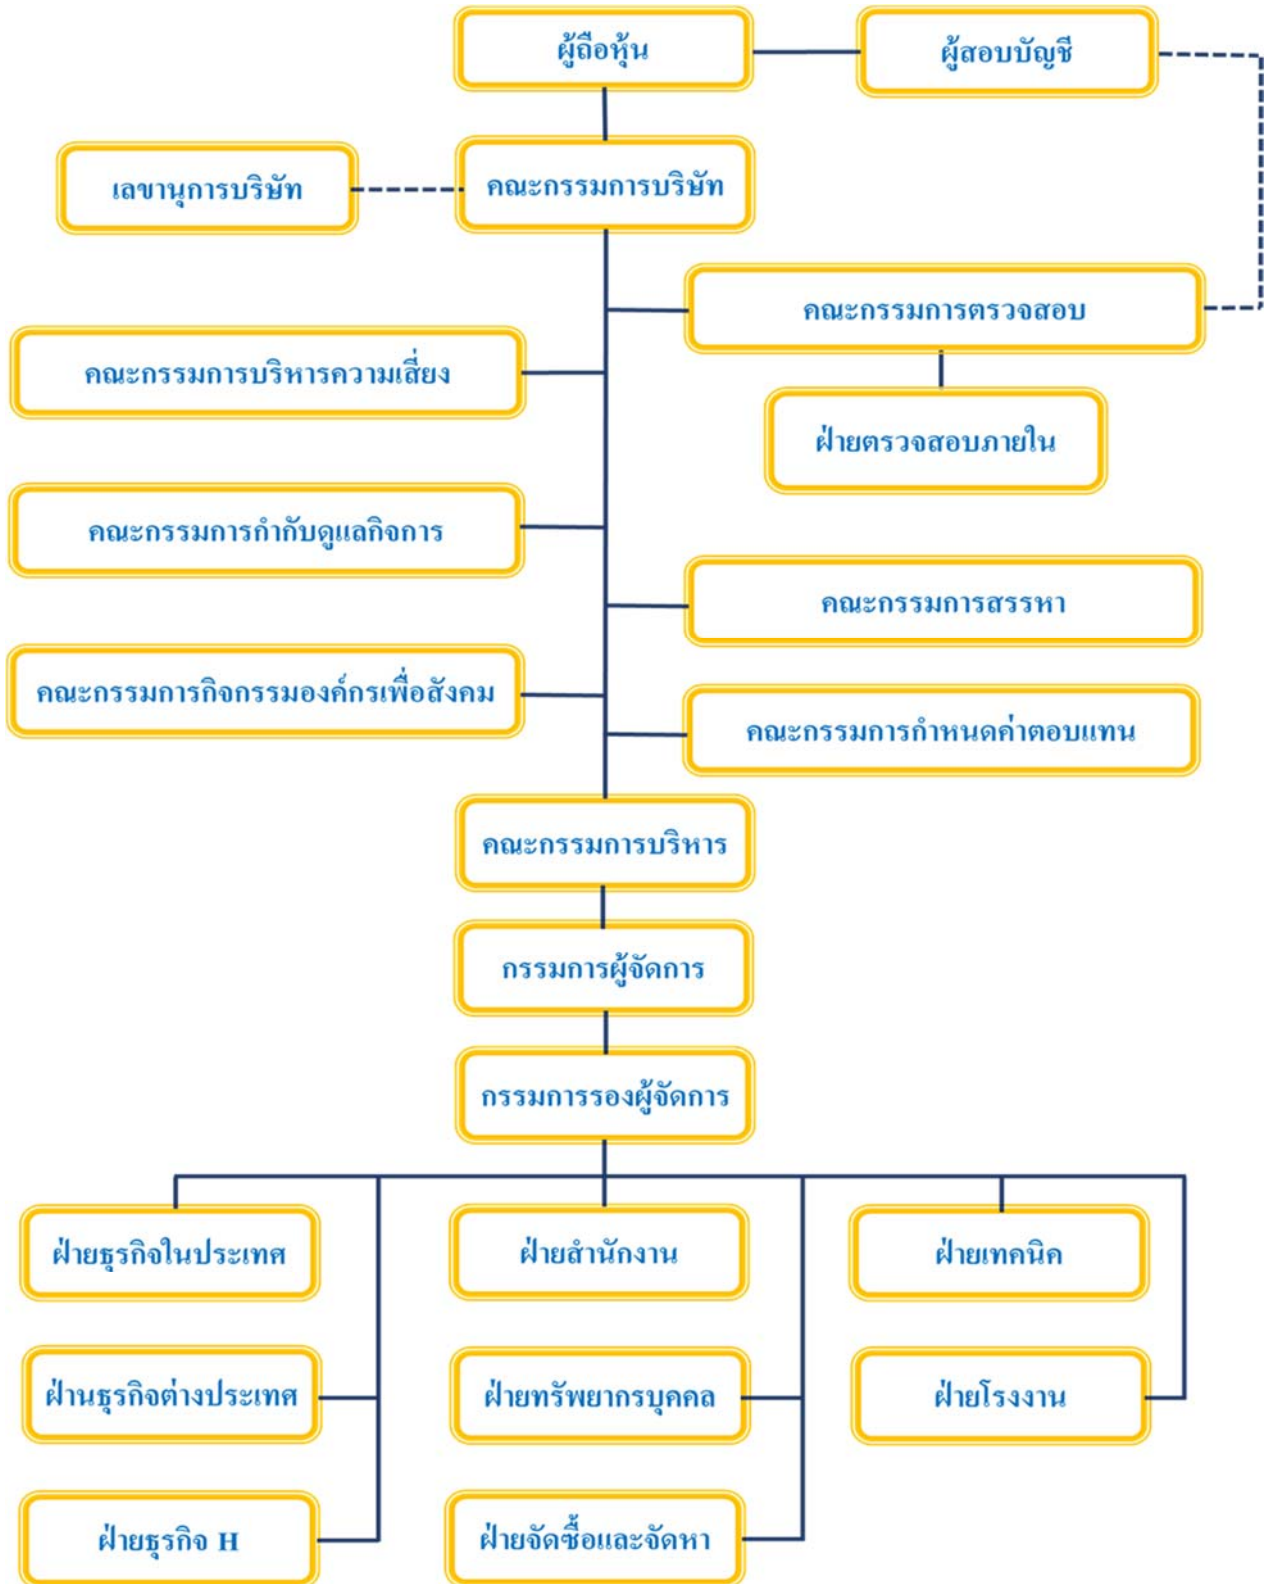 ผู้ถือหุ้น
ผู้สอบบัญชี
เลขานุการบริษัท
คณะกรรมการบริษัท
คณะกรรมการตรวจสอบ
คณะกรรมการบริหารความเสี่ยง
ฝ่ายตรวจสอบภายใน
คณะกรรมการกำกับดูแลกิจการ
คณะกรรมการสรรหา
คณะกรรมการกิจกรรมองค์กรเพื่อสังคม
คณะกรรมการกำหนดค่าตอบแทน
คณะกรรมการบริหาร
กรรมการผู้จัดการ
กรรมการรองผู้จัดการ
ฝ่ายธุรกิจในประเทศ
ฝ่ายสำนักงาน
ฝ่ายเทคนิค
ฝ่านธุรกิจต่างประเทศ
ฝ่ายทรัพยากรบุคคล
ฝ่ายโรงงาน
ฝ่ายธุรกิจ H
ฝ่ายจัดซื้อและจัดหา